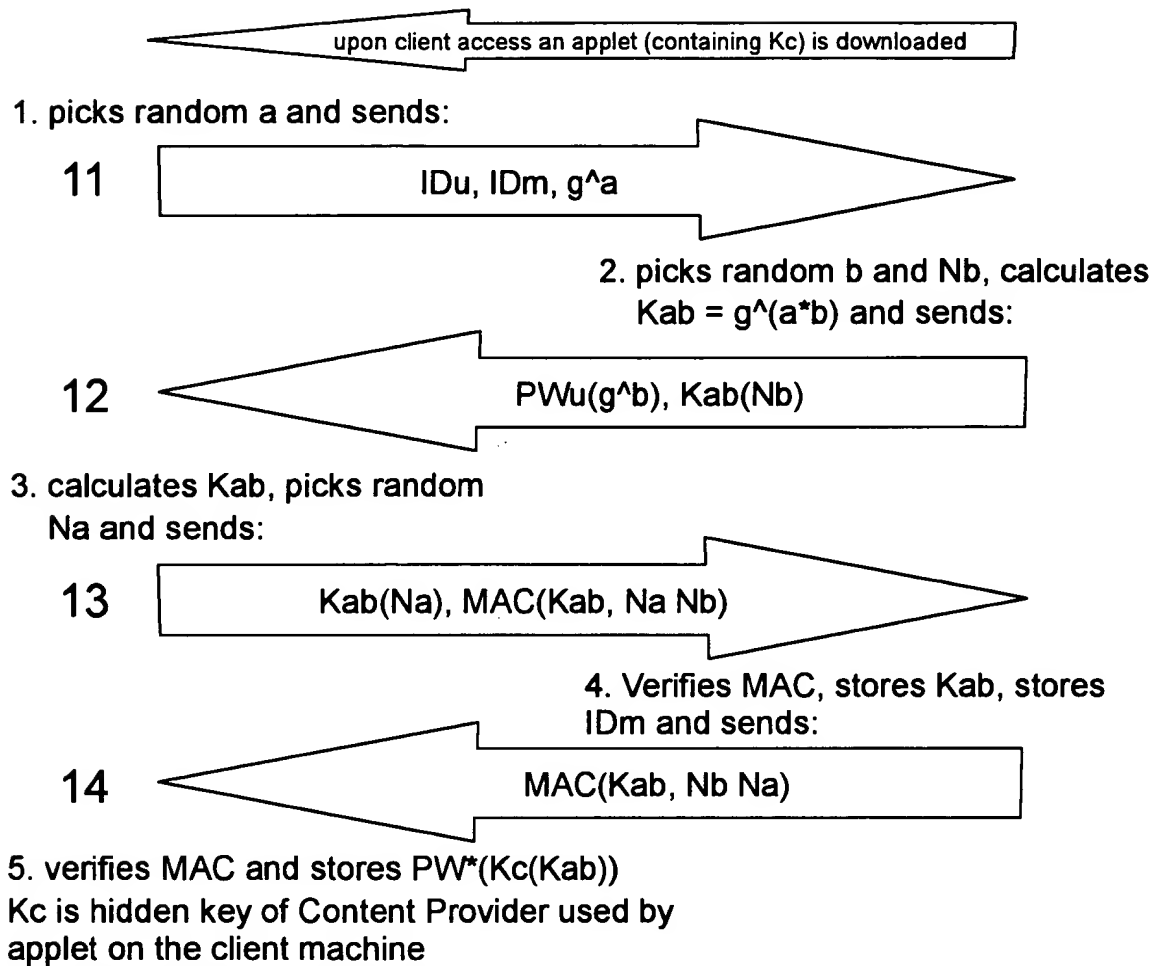 upon client access an applet (containing Kc) is downloaded
1. picks random a and sends:
11
IDu, IDm, g^a
2. picks random b and Nb, calculates
Kab = g^(a*b) and sends:
12
PWu(g^b), Kab(Nb)
3. calculates Kab, picks random
Na and sends:
13
Kab(Na), MAC(Kab, Na Nb)
4. Verifies MAC, stores Kab, stores
IDm and sends:
14
MAC(Kab, Nb Na)
5. verifies MAC and stores PW*(Kc(Kab))
Kc is hidden key of Content Provider used by
applet on the client machine